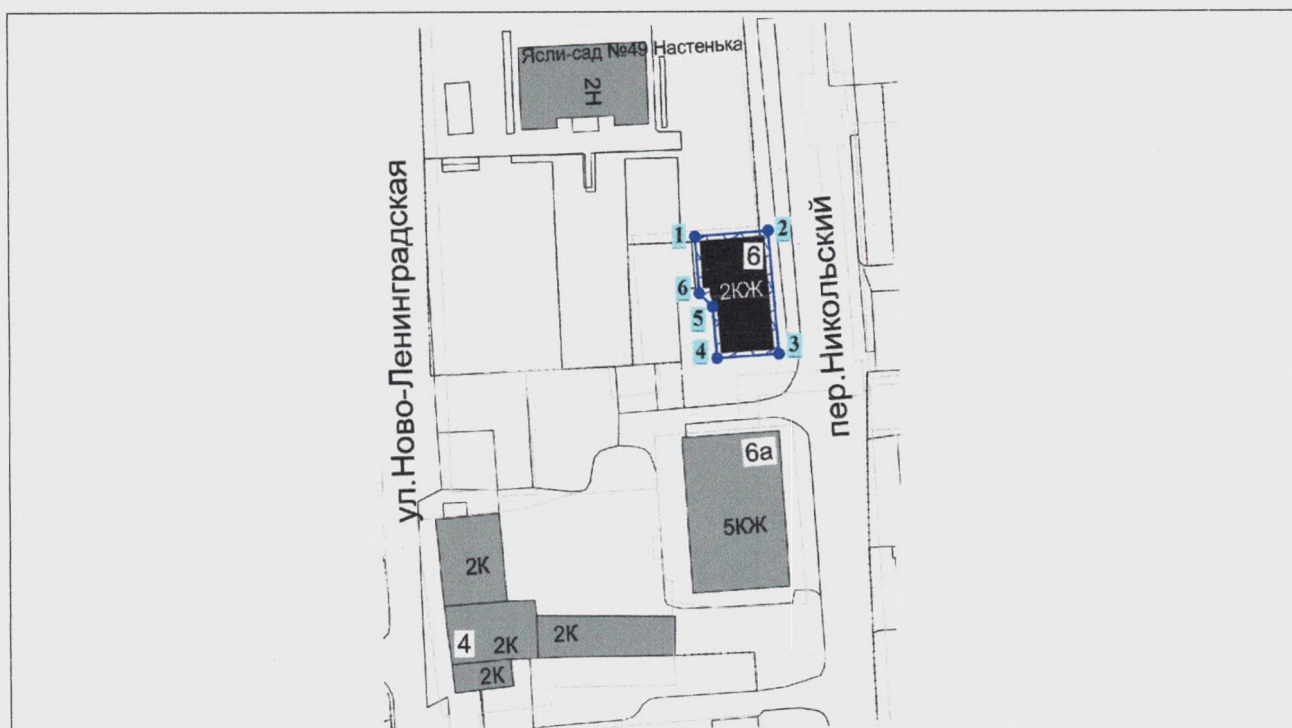 Ясли-сад №49 Настенька
2Н
ул.Ново-Ленинградская
пер.Никольский
1
2
6
2КЖ
6
5
4
3
6а
5КЖ
2К
4
2К
2К
2К